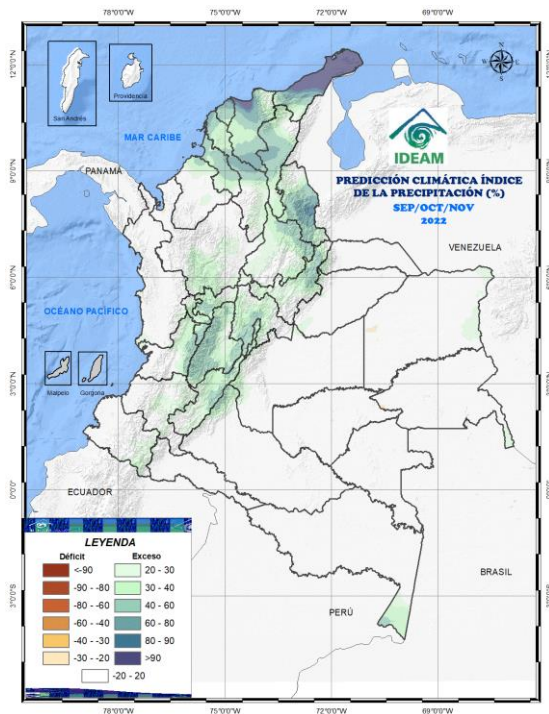 78°0'0"W 75°0'0"W 72°0'0"W 69°0'0"W
12°0'0"N
9°0'0"N
6°0'0"N
3°0'0"N
0°0'0"
3°0'0"S
San Andrés
Providencia
N
W E
S
MAR CARIBE
PANAMÁ
IDEAM
PREDICCIÓN CLIMÁTICA ÍNDICE
DE LA PRECIPITACIÓN (%)
SEP/OCT/NOV
2022
VENEZUELA
OCÉANO PACÍFICO
Malpelo
Gorgona
ECUADOR
BRASIL
PERÚ
LEYENDA
Déficit Exceso
<-90 20 - 30
-90 - -80 30 - 40
-80 - -60 40 - 60
-60 - -40 60 - 80
-40 - -30 80 - 90
-30 - -20 >90
-20 - 20
78°0'0"W 75°0'0"W 72°0'0"W 69°0'0"W